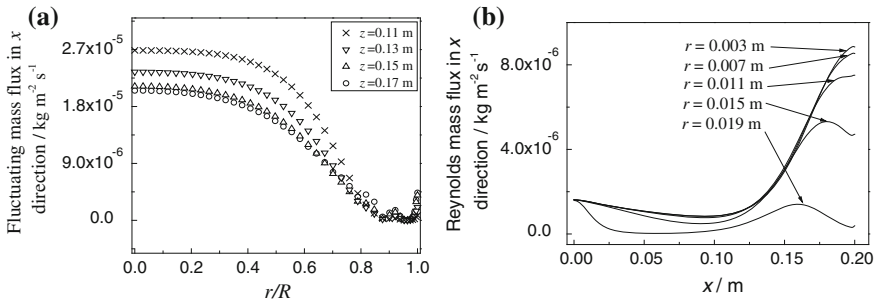 (a)
Fluctuating mass flux in x
direction / kg m⁻² s⁻¹
2.7x10⁻⁵
1.8x10⁻⁵
9.0x10⁻⁶
0.0
× z=0.11 m
▽ z=0.13 m
△ z=0.15 m
○ z=0.17 m
0.0 0.2 0.4 0.6 0.8 1.0
r/R
(b)
Reynolds mass flux in x
direction / kg m⁻² s⁻¹
8.0x10⁻⁶
4.0x10⁻⁶
0.0x10⁻⁶
r = 0.003 m
r = 0.007 m
r = 0.011 m
r = 0.015 m
r = 0.019 m
0.00 0.05 0.10 0.15 0.20
x / m